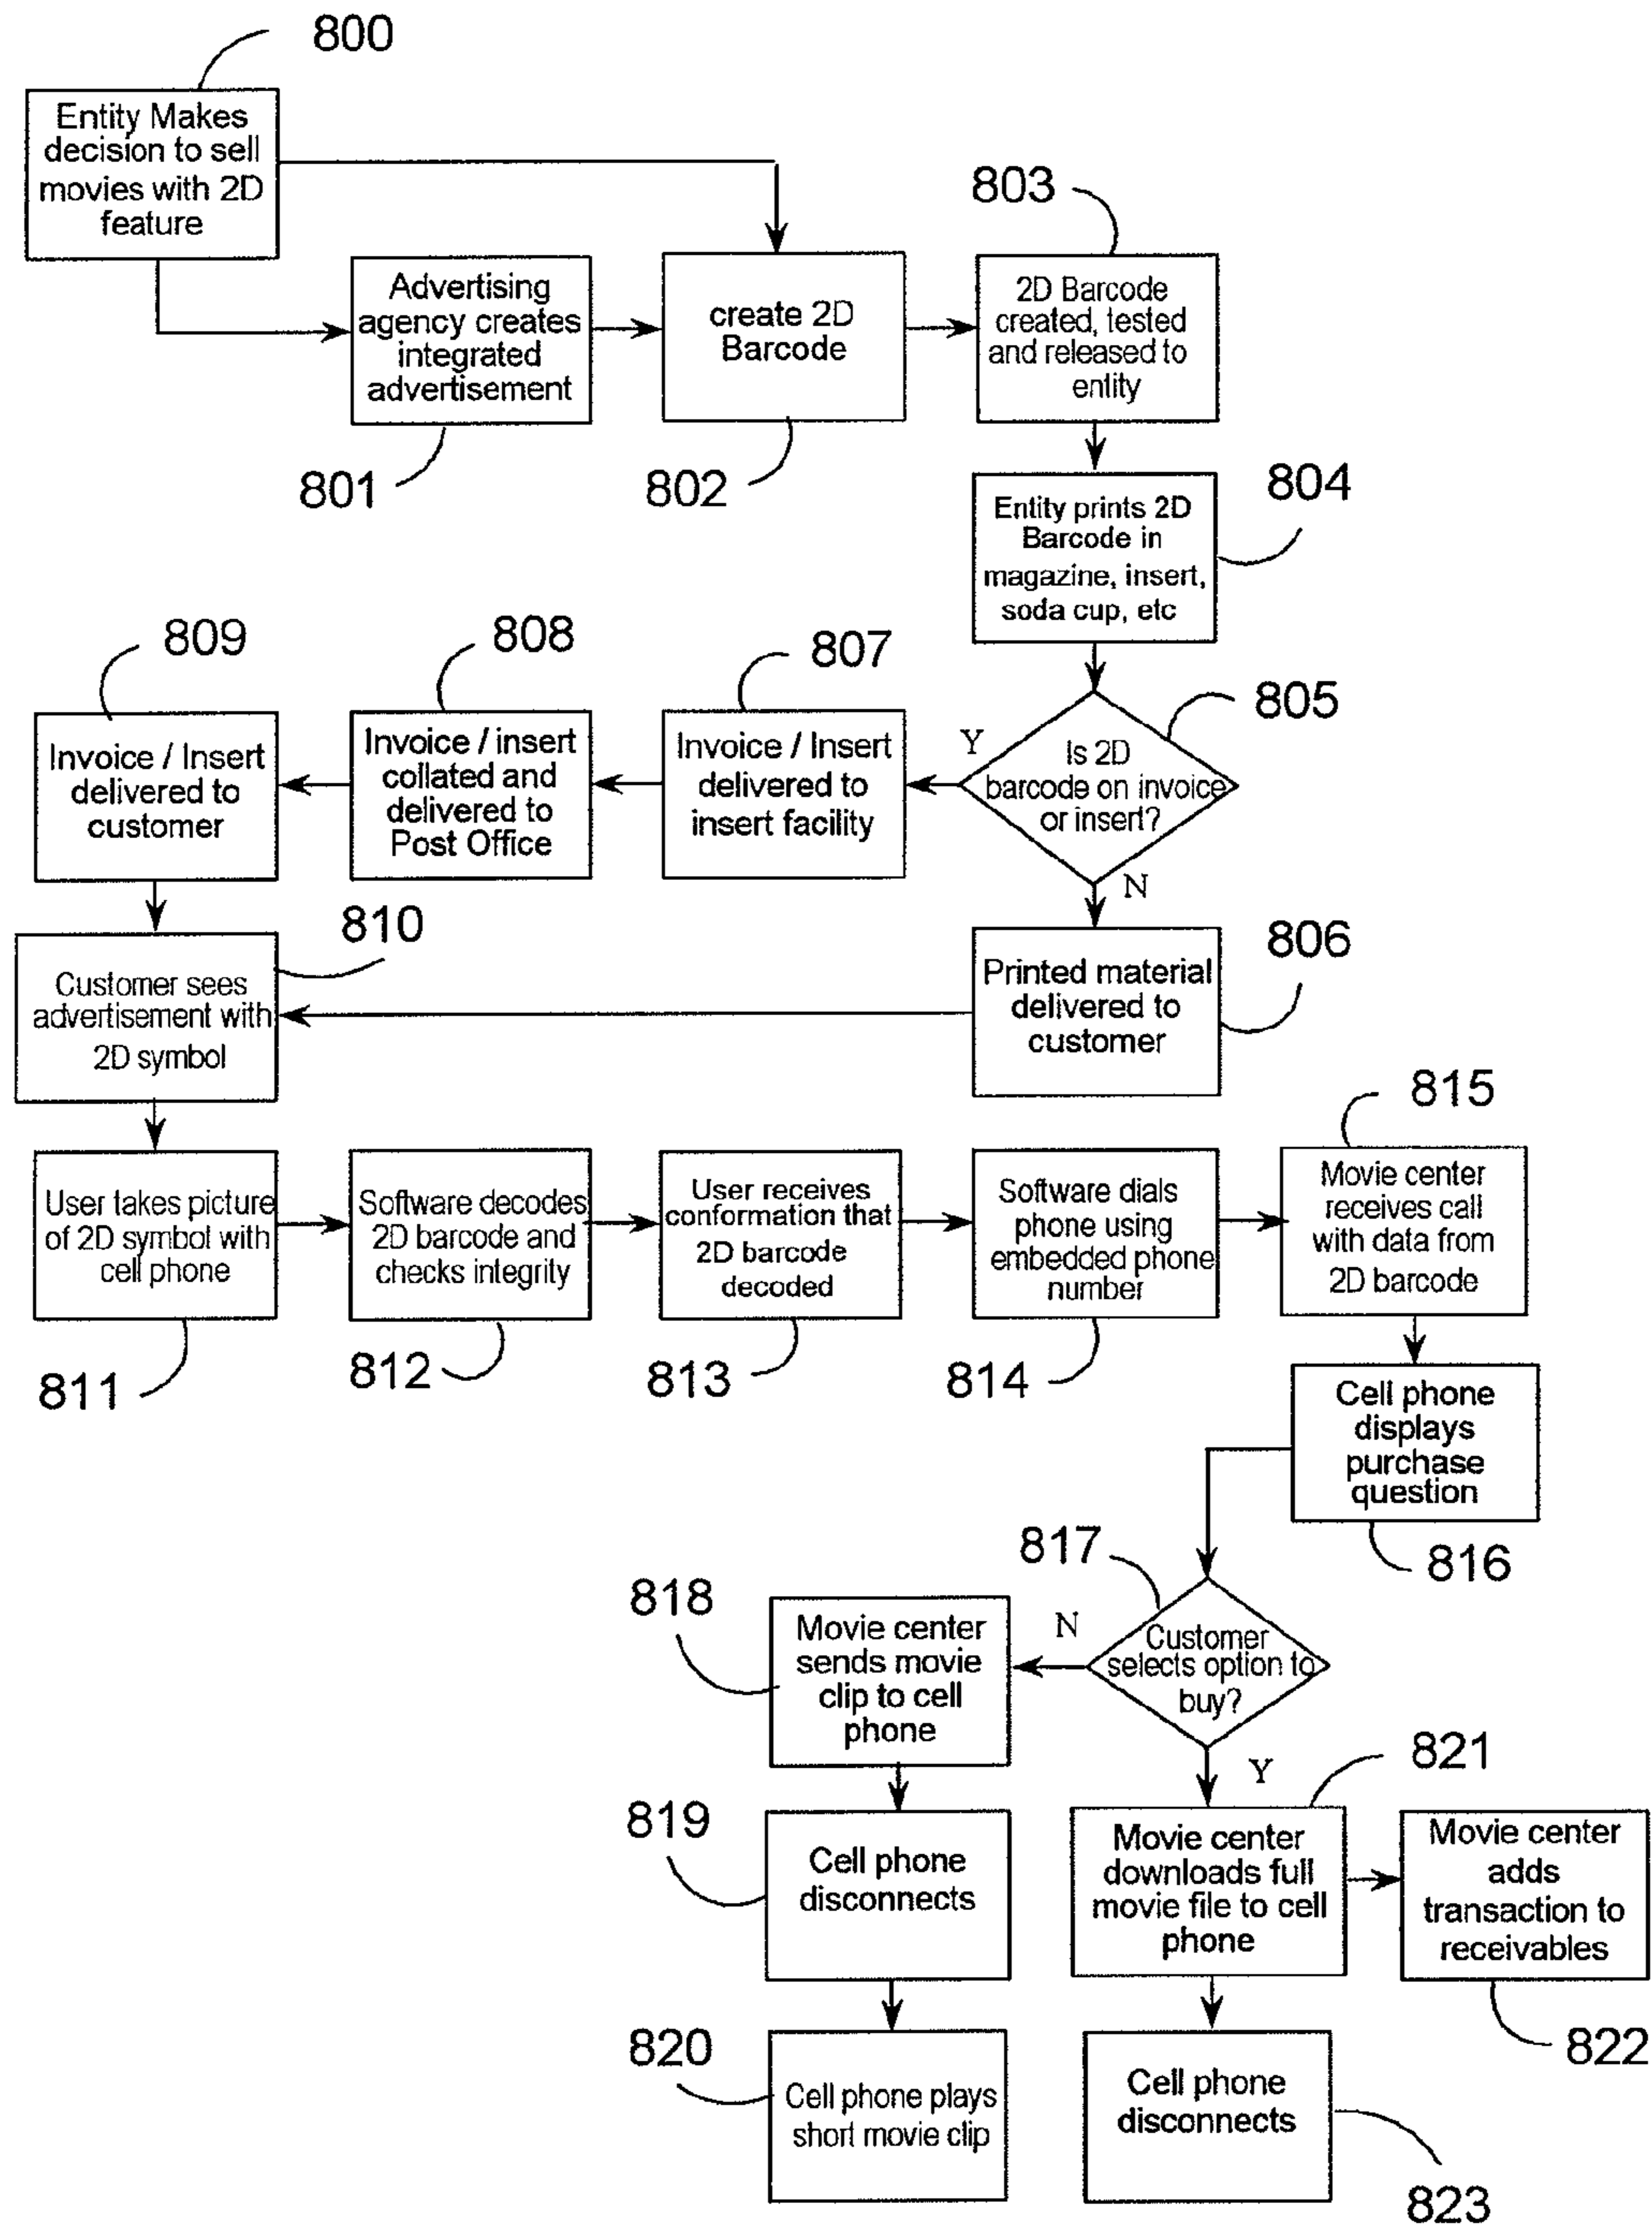 800
Entity Makes
decision to sell
movies with 2D
feature
803
Advertising
agency creates
integrated
advertisement
create 2D
Barcode
2D Barcode
created, tested
and released to
entity
801
802
804
Entity prints 2D
Barcode in
magazine, insert,
soda cup, etc
809
808
807
805
Invoice / Insert
delivered to
customer
Invoice / insert
collated and
delivered to
Post Office
Invoice / Insert
delivered to
insert facility
Y
Is 2D
barcode on invoice
or insert?
N
810
806
Customer sees
advertisement with
2D symbol
Printed material
delivered to
customer
815
User takes picture
of 2D symbol with
cell phone
Software decodes
2D barcode and
checks integrity
User receives
conformation that
2D barcode
decoded
Software dials
phone using
embedded phone
number
Movie center
receives call
with data from
2D barcode
811
812
813
814
Cell phone
displays
purchase
question
816
817
818
Movie center
sends movie
clip to cell
phone
N
Customer
selects option to
buy?
Y
821
819
Cell phone
disconnects
Movie center
downloads full
movie file to cell
phone
Movie center
adds
transaction to
receivables
822
820
Cell phone plays
short movie clip
Cell phone
disconnects
823